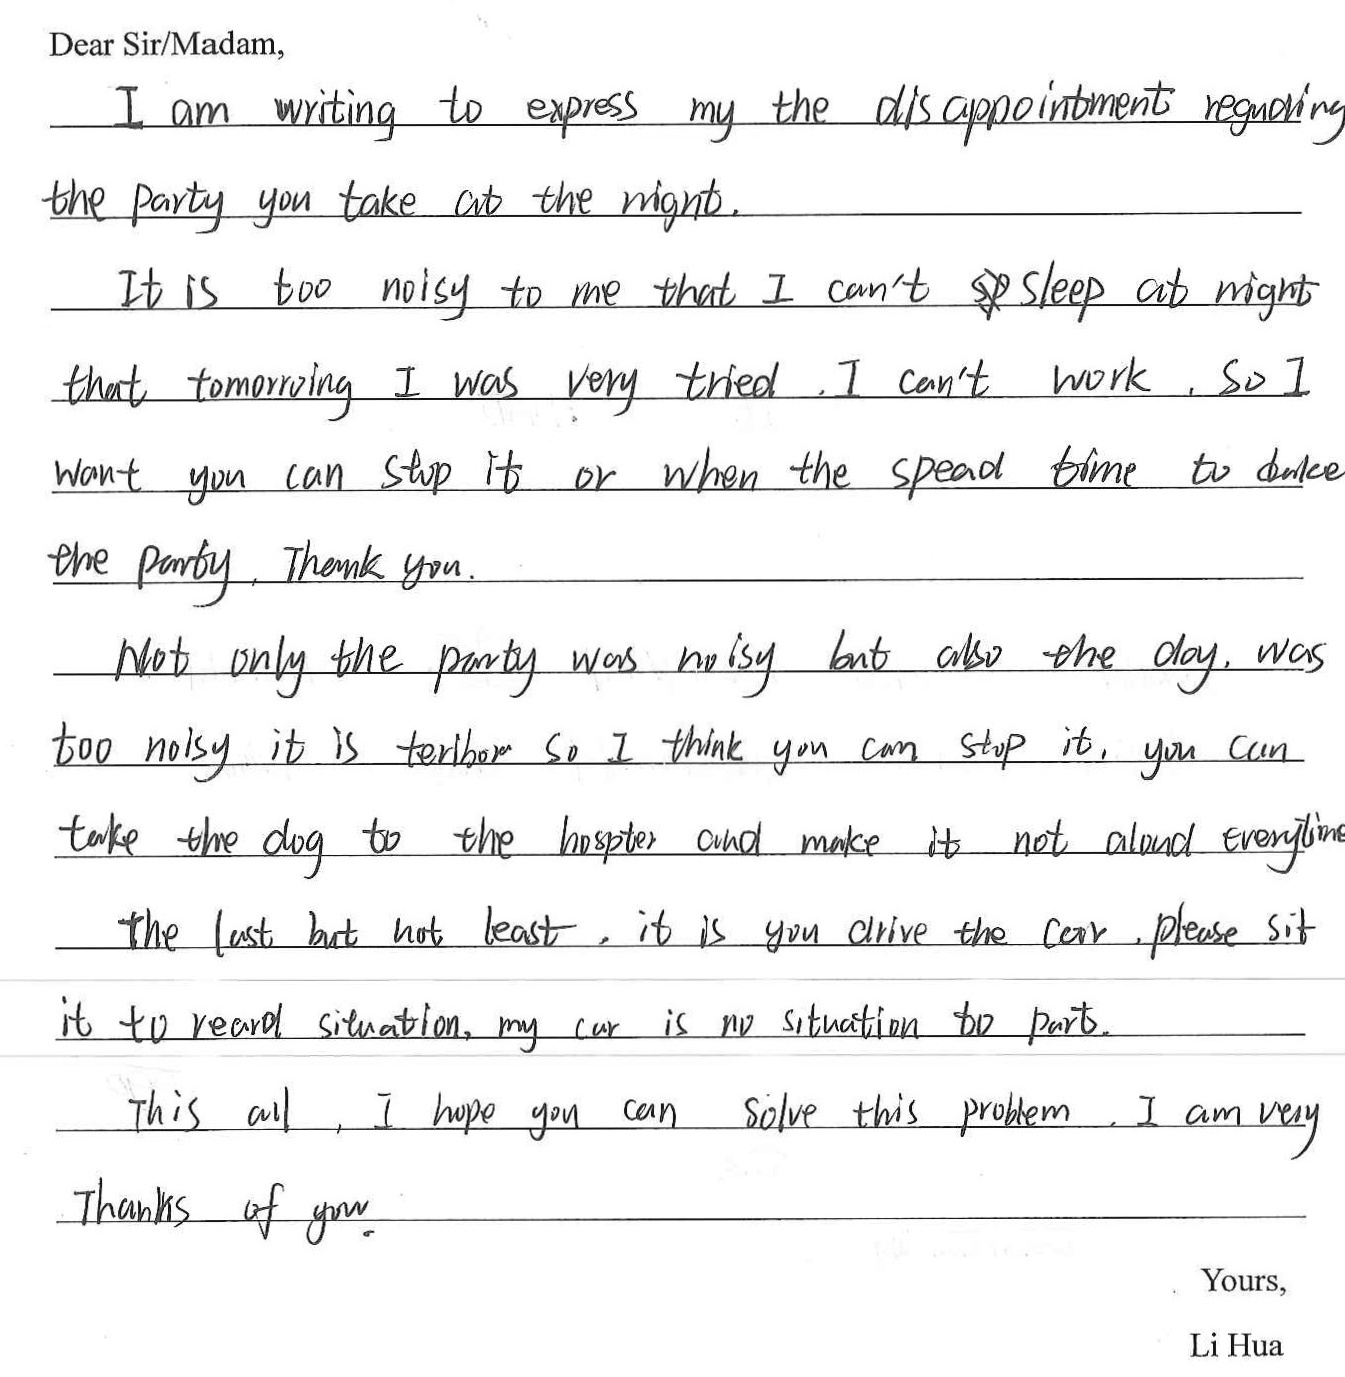 Dear Sir/Madam,
I am writing to express my the disappointment
the party you take at the night.
It is too noisy to me that I can't sleep at night
that tomorrowing I was very tried. I can't work. So I
want you can stop it or when the spead time to
the party. Thank you.
Not only the party was noisy but also the doy. was
too noisy it is so I think you can stop it. you can
take the dog to the hospter and make it not aloud everytime
the last but not least. it is you drive the car. please sit
it to reard situation, my car is no situation to part.
This all, I hope you can solve this problem. I am very
Thanks of you.
Yours,
Li Hua